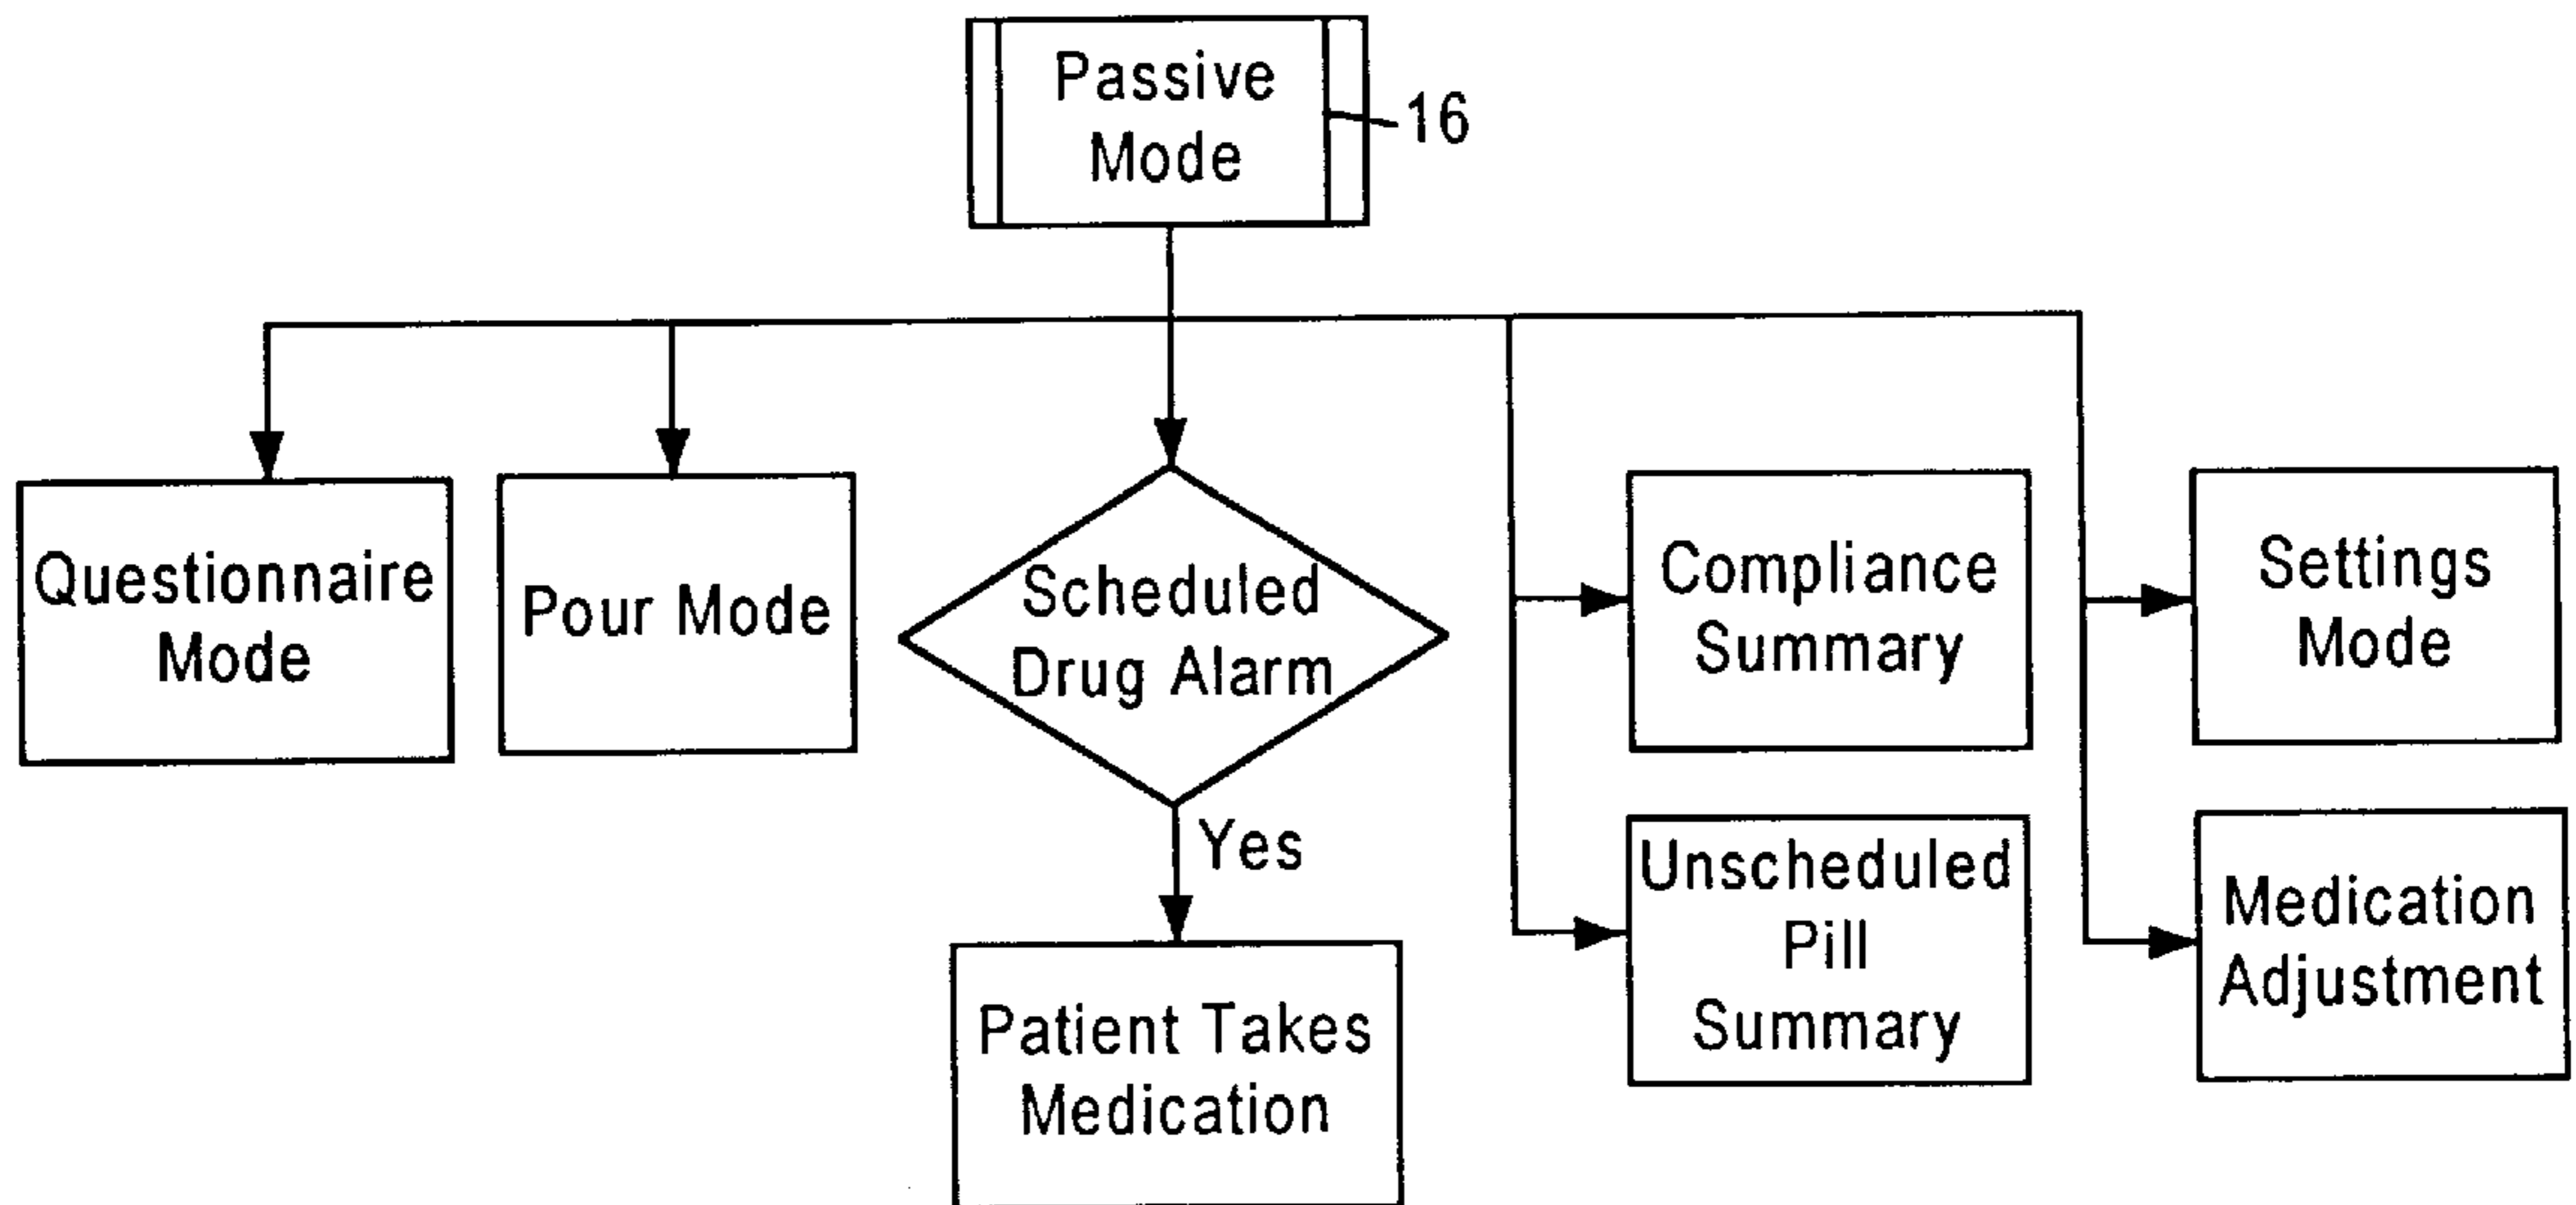 Passive
Mode
16
Questionnaire
Mode
Pour Mode
Scheduled
Drug Alarm
Yes
Patient Takes
Medication
Compliance
Summary
Unscheduled
Pill
Summary
Settings
Mode
Medication
Adjustment